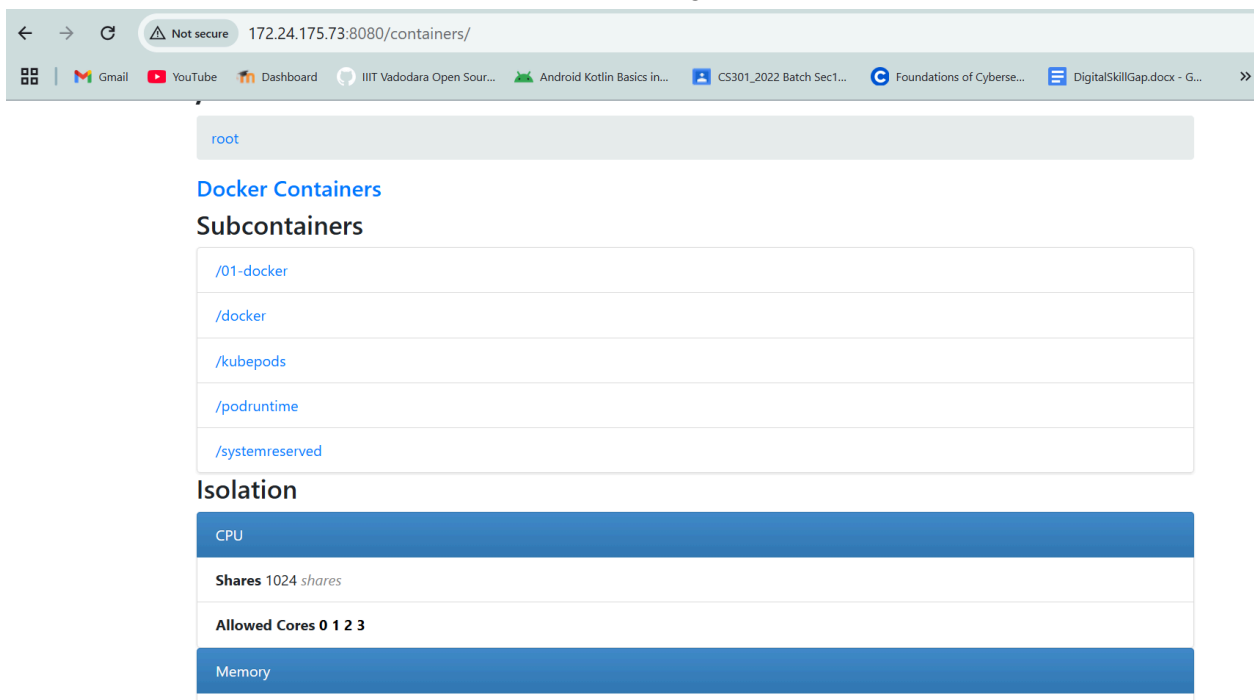 Not secure 172.24.175.73:8080/containers/
Gmail YouTube Dashboard IIIT Vadodara Open Sour... Android Kotlin Basics in... CS301_2022 Batch Sec1... Foundations of Cyberse... DigitalSkillGap.docx - G... »
root
Docker Containers
Subcontainers
/01-docker
/docker
/kubepods
/podruntime
/systemreserved
Isolation
CPU
Shares 1024 shares
Allowed Cores 0 1 2 3
Memory